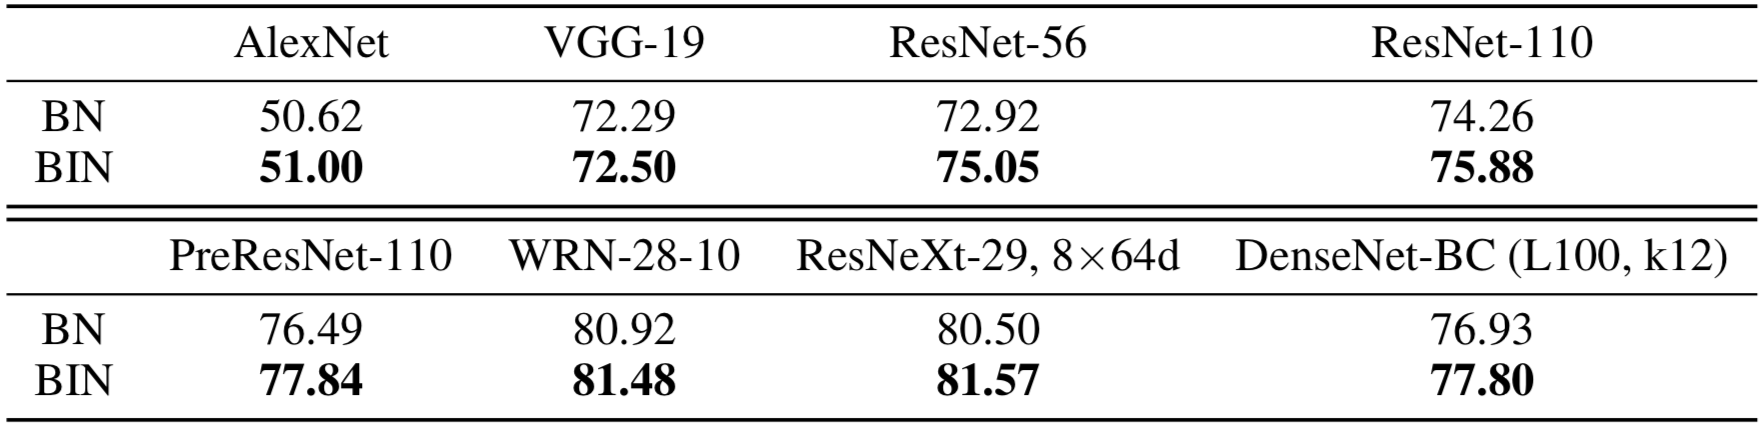 AlexNet VGG-19 ResNet-56 ResNet-110
BN 50.62 72.29 72.92 74.26
BIN 51.00 72.50 75.05 75.88
PreResNet-110 WRN-28-10 ResNeXt-29, 8×64d DenseNet-BC (L100, k12)
BN 76.49 80.92 80.50 76.93
BIN 77.84 81.48 81.57 77.80